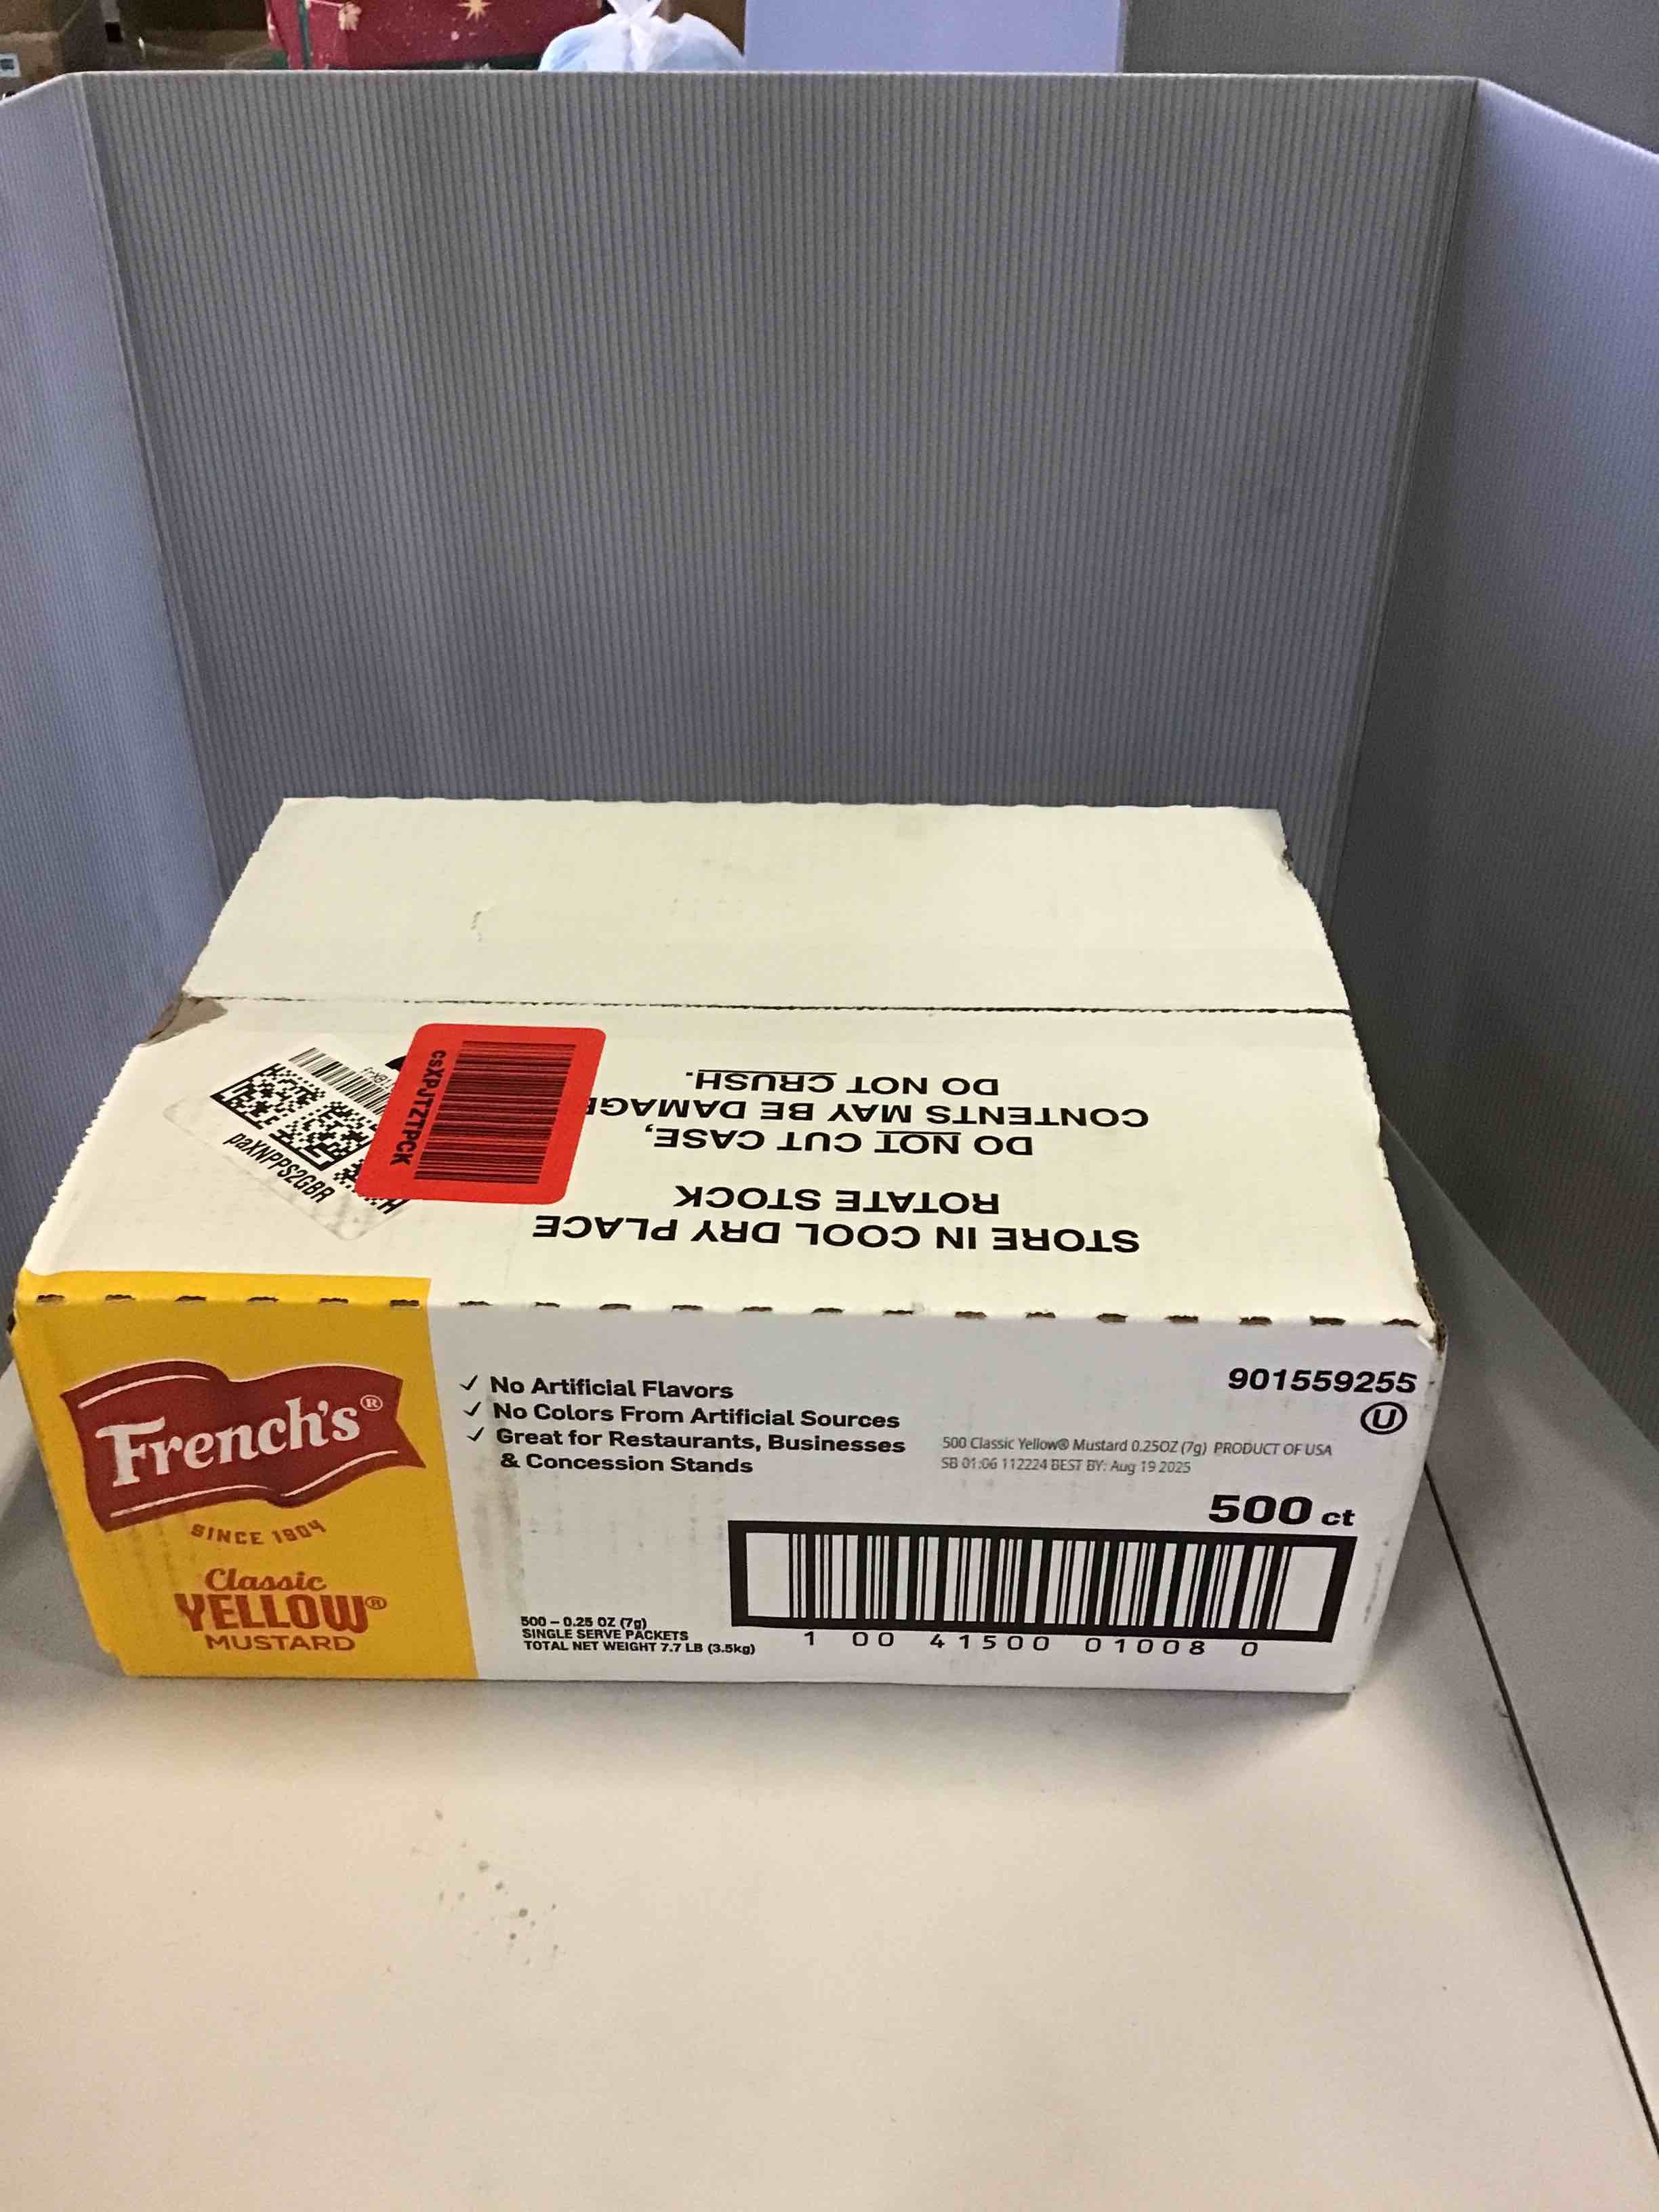 DO NOT CRUSH.
CONTENTS MAY BE
DO NOT CUT CASE,
ROTATE STOCK
STORE IN COOL DRY PLACE
csXPJTZTPCK
paXNPPS2GBR
French's®
SINCE 1904
Classic
YELLOW®
MUSTARD
✓ No Artificial Flavors
✓ No Colors From Artificial Sources
✓ Great for Restaurants, Businesses
& Concession Stands
901559255
U
500 Classic Yellow® Mustard 0.25OZ (7g) PRODUCT OF USA
SB 01:06 112224 BEST BY: Aug 19 2025
500 ct
500 – 0.25 OZ (7g)
SINGLE SERVE PACKETS
TOTAL NET WEIGHT 7.7 LB (3.5kg)
1 00 41500 01008 0